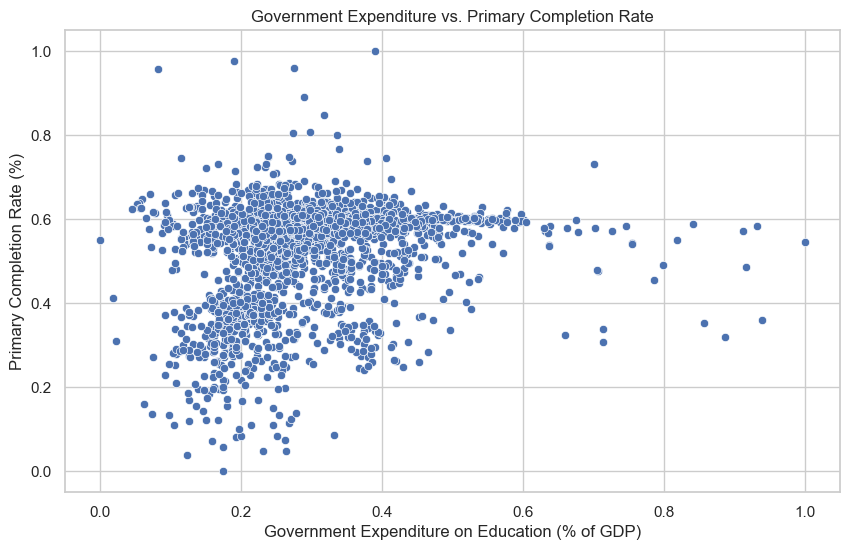 Government Expenditure vs. Primary Completion Rate
Primary Completion Rate (%)
1.0
0.8
0.6
0.4
0.2
0.0
0.0 0.2 0.4 0.6 0.8 1.0
Government Expenditure on Education (% of GDP)